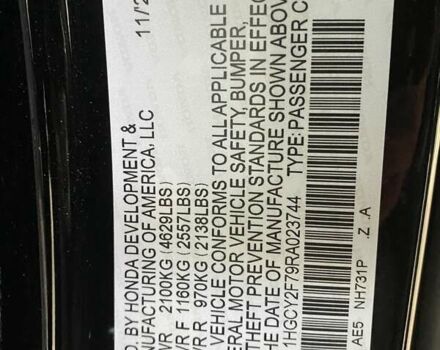 D. BY HONDA DEVELOPMENT & 11/'2
NUFACTURING OF AMERICA, LLC
WR 2100KG (4629LBS)
WR F 1160KG (2557LBS)
WR R 970KG (2138LBS)
VEHICLE CONFORMS TO ALL APPLICABLE
ERAL MOTOR VEHICLE SAFETY, BUMPER,
THEFT PREVENTION STANDARDS IN EFFEC
THE DATE OF MANUFACTURE SHOWN ABOVE
1HGCY2F79RA023744 TYPE: PASSENGER C
AE5 NH731P .Z .A